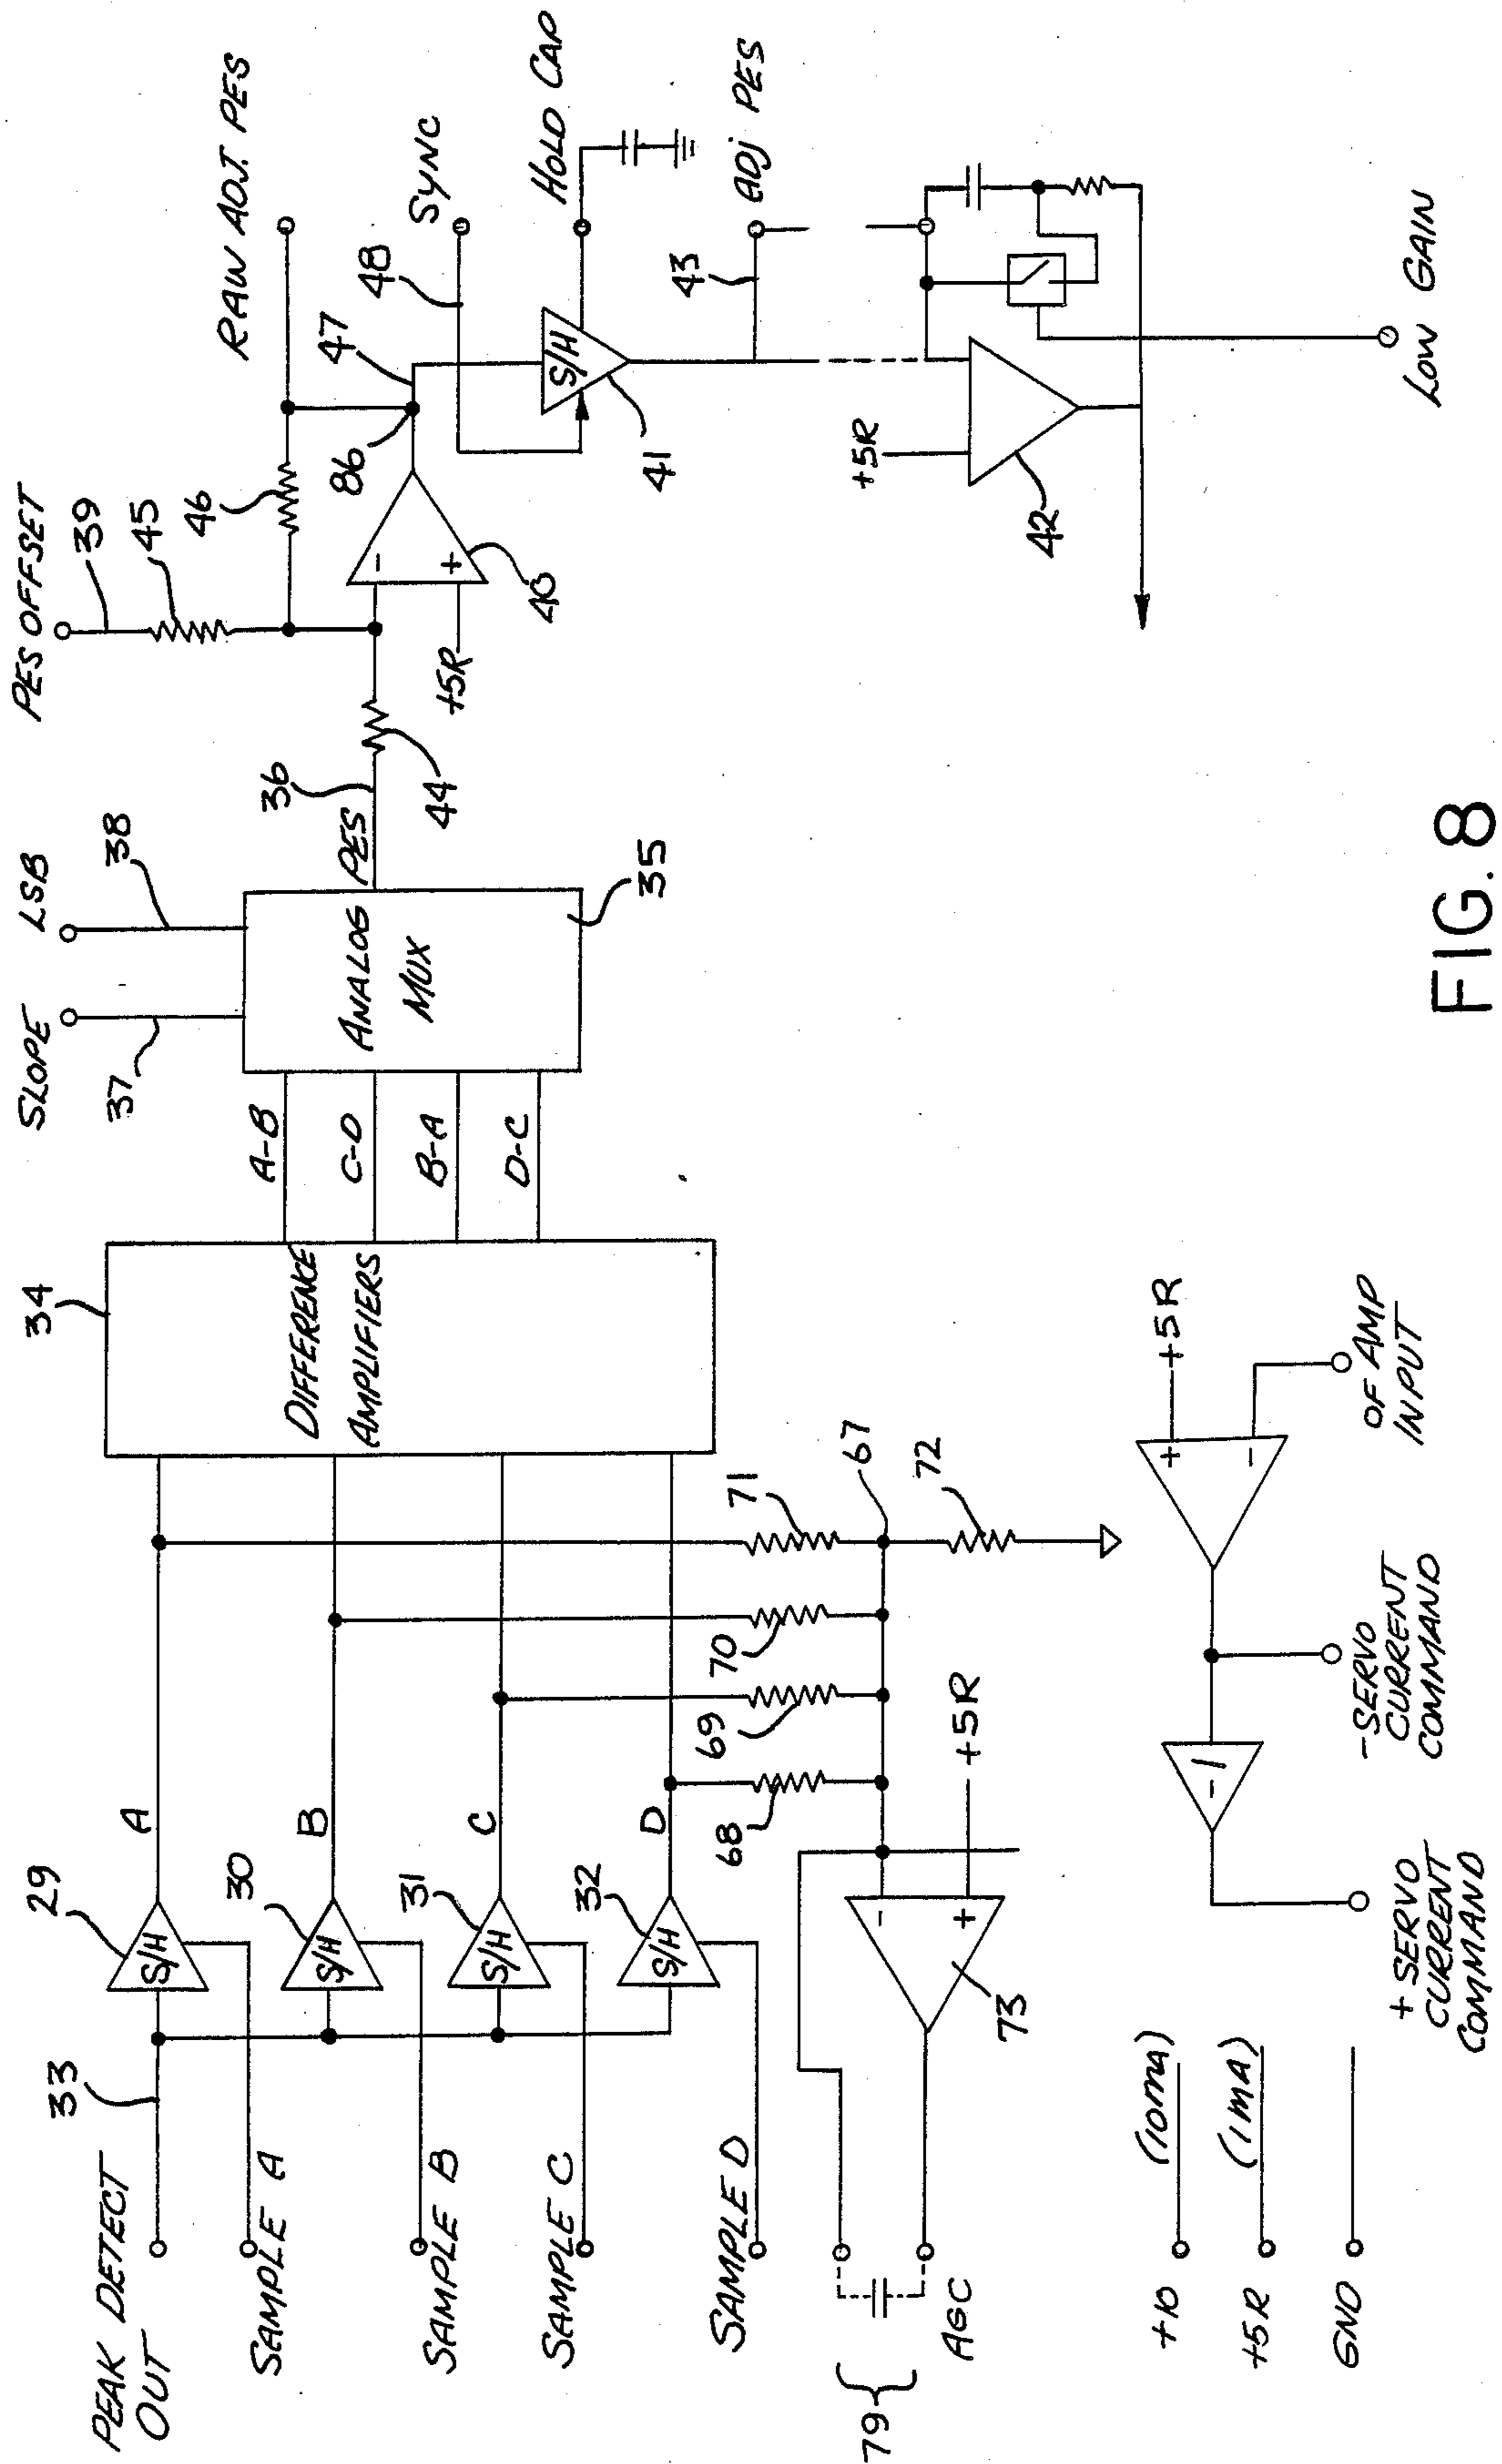 PEAK DETECT
OUT
33
SAMPLE A
SAMPLE B
SAMPLE C
SAMPLE D
29
S/H
A
30
S/H
B
31
S/H
C
32
S/H
D
34
DIFFERENCE
AMPLIFIERS
A-B
C-D
B-A
D-C
SLOPE
37
LSB
38
ANALOG
MUX
35
PES
36
44
PES OFFSET
39
45
46
-
+
+5R
40
86
47
RAW ADJ. PES
48
SYNC
S/H
41
HOLD CAP
43
ADJ PES
+5R
42
LOW GAIN
68
69
70
71
67
72
-
+
+5R
73
79
AGC
+10
(10mA)
+5R
(1MA)
GND
+ SERVO
CURRENT
COMMAND
-1
-SERVO
CURRENT
COMMAND
+
-
+5R
OF AMP
INPUT
FIG. 8